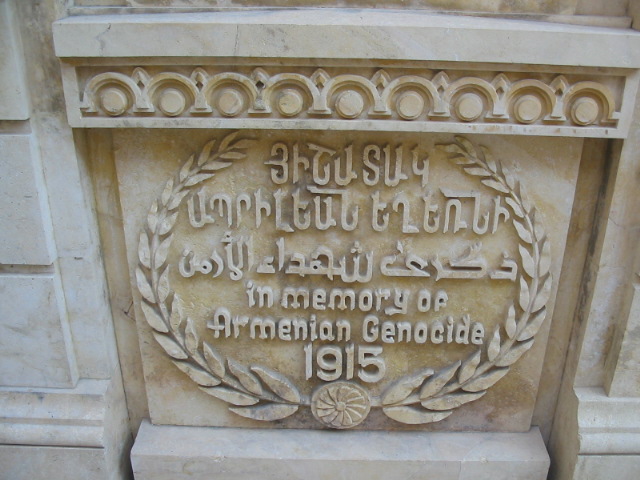 ՅԻՇԱՏԱԿ
ԱՊՐԻԼԵԱՆ ԵՂԵՌՆԻ
ذكرى شهداء الأرمن
in memory of
Armenian Genocide
1915